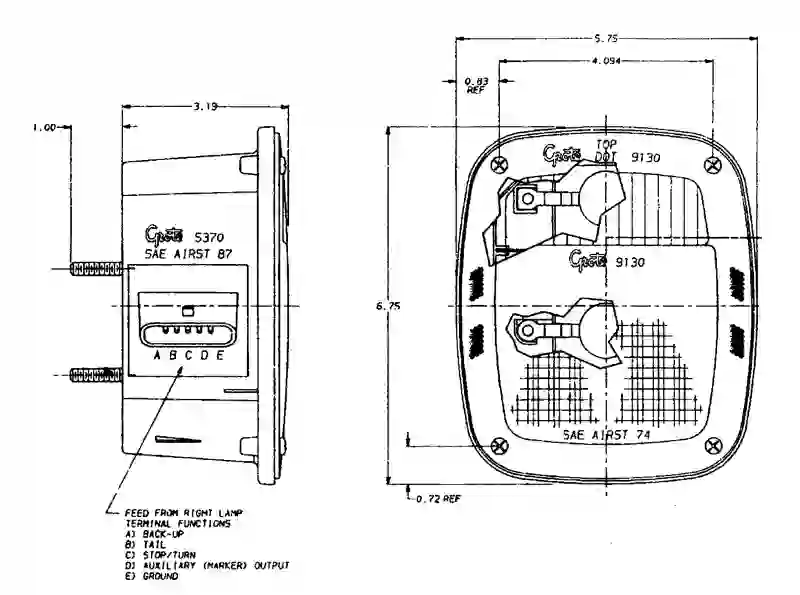 5.75
4.094
0.83
REF
3.19
1.00
TOP
Grote DOT 9130
Grote 5370
SAE AIRST 87
Grote 9130
6.75
A B C D E
SAE AIRST 74
0.72 REF
FEED FROM RIGHT LAMP
TERMINAL FUNCTIONS
A) BACK-UP
B) TAIL
C) STOP/TURN
D) AUXILIARY (MARKER) OUTPUT
E) GROUND